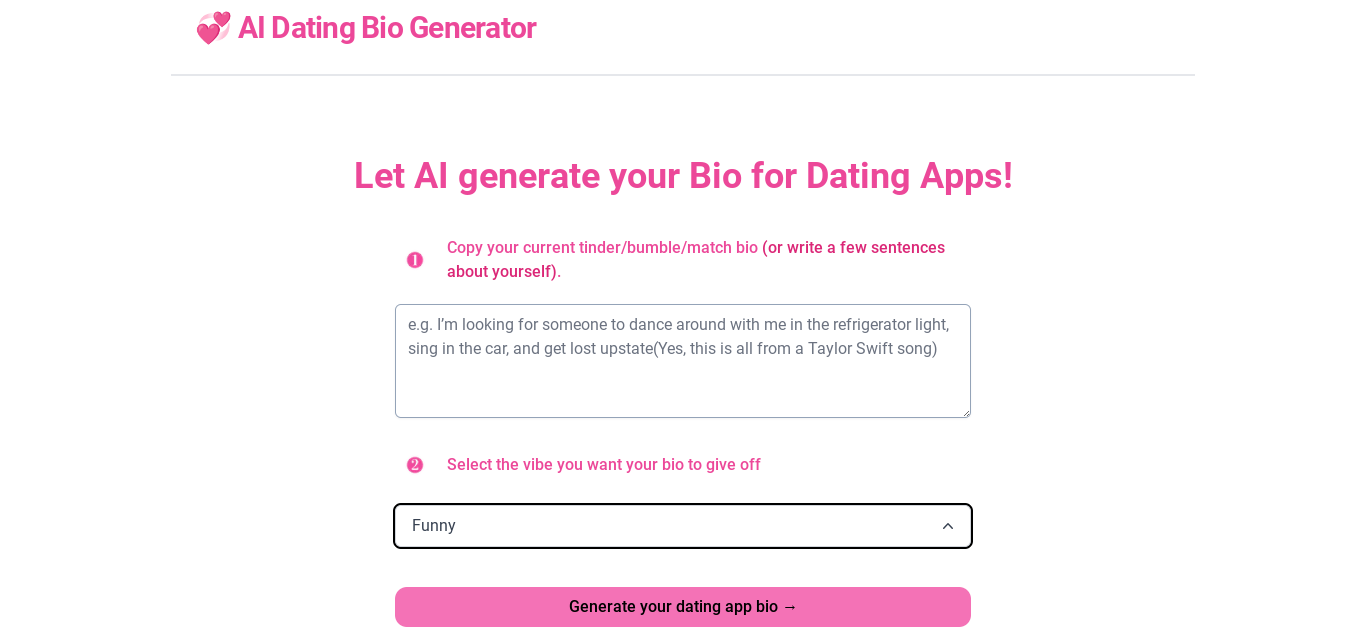 💞 AI Dating Bio Generator
Let AI generate your Bio for Dating Apps!
1 Copy your current tinder/bumble/match bio (or write a few sentences
about yourself).
e.g. I’m looking for someone to dance around with me in the refrigerator light,
sing in the car, and get lost upstate(Yes, this is all from a Taylor Swift song)
2 Select the vibe you want your bio to give off
Funny
Generate your dating app bio →